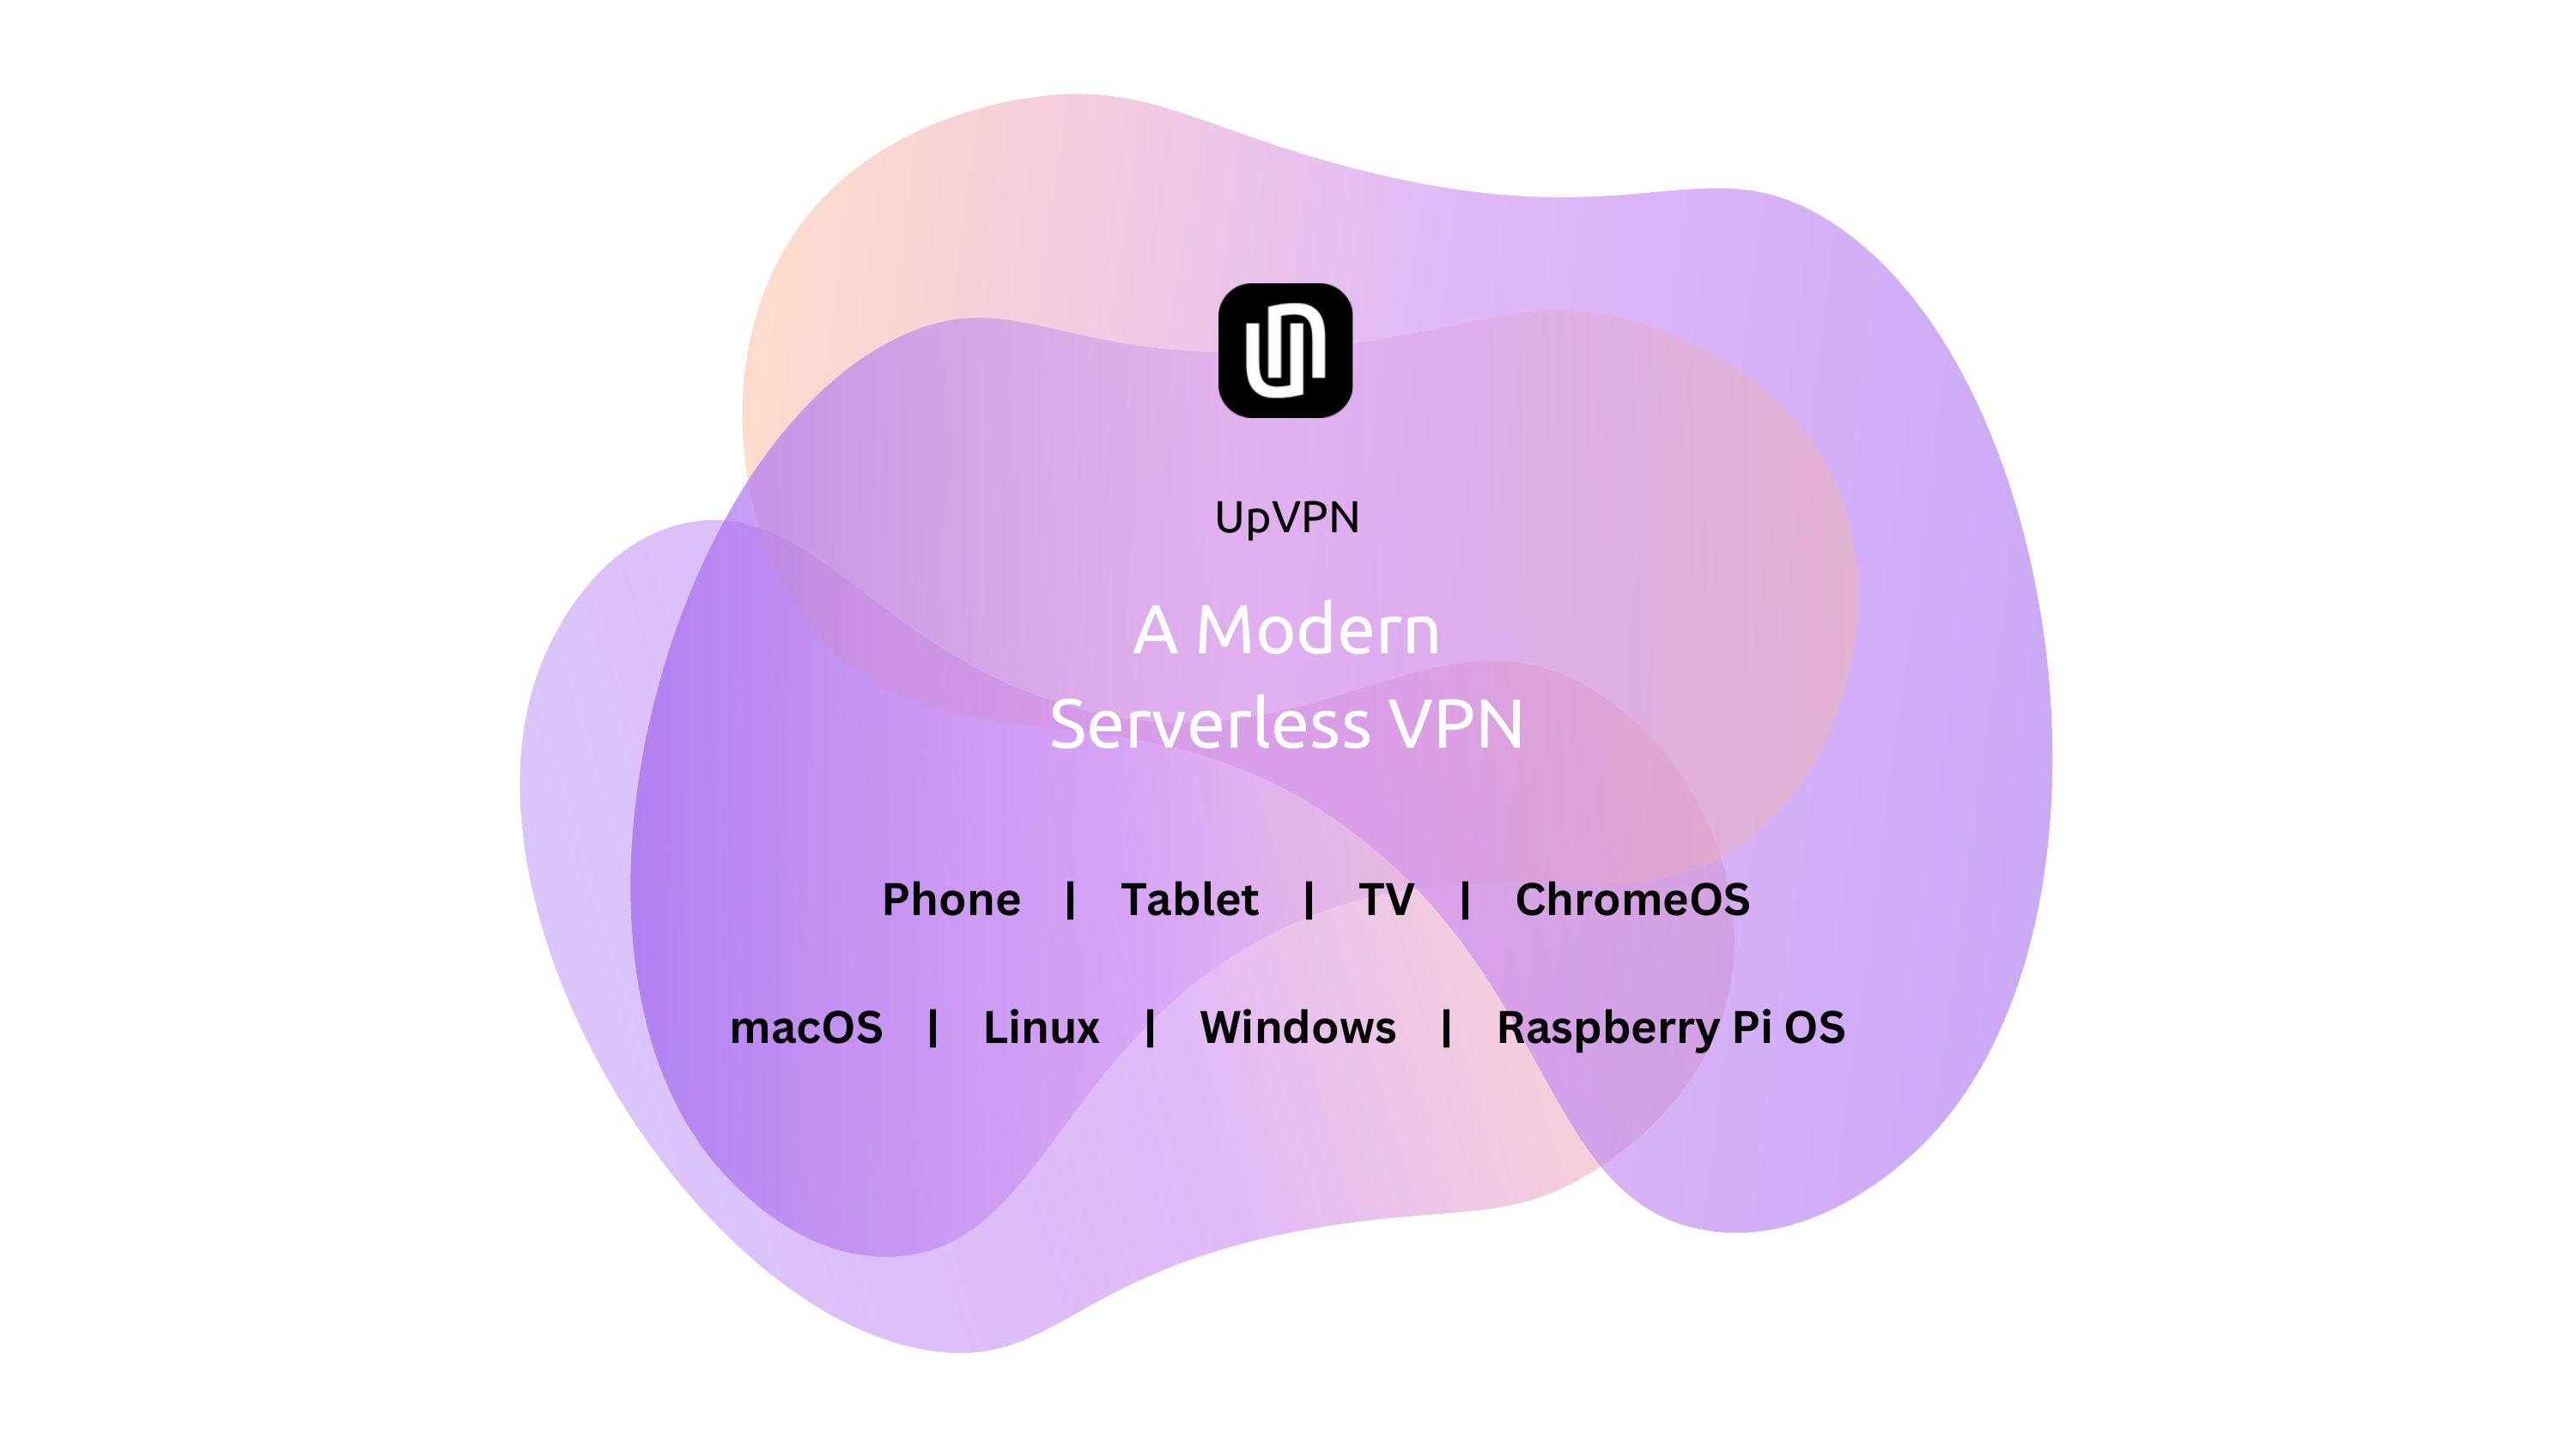 UpVPN
A Modern
Serverless VPN
Phone | Tablet | TV | ChromeOS
macOS | Linux | Windows | Raspberry Pi OS